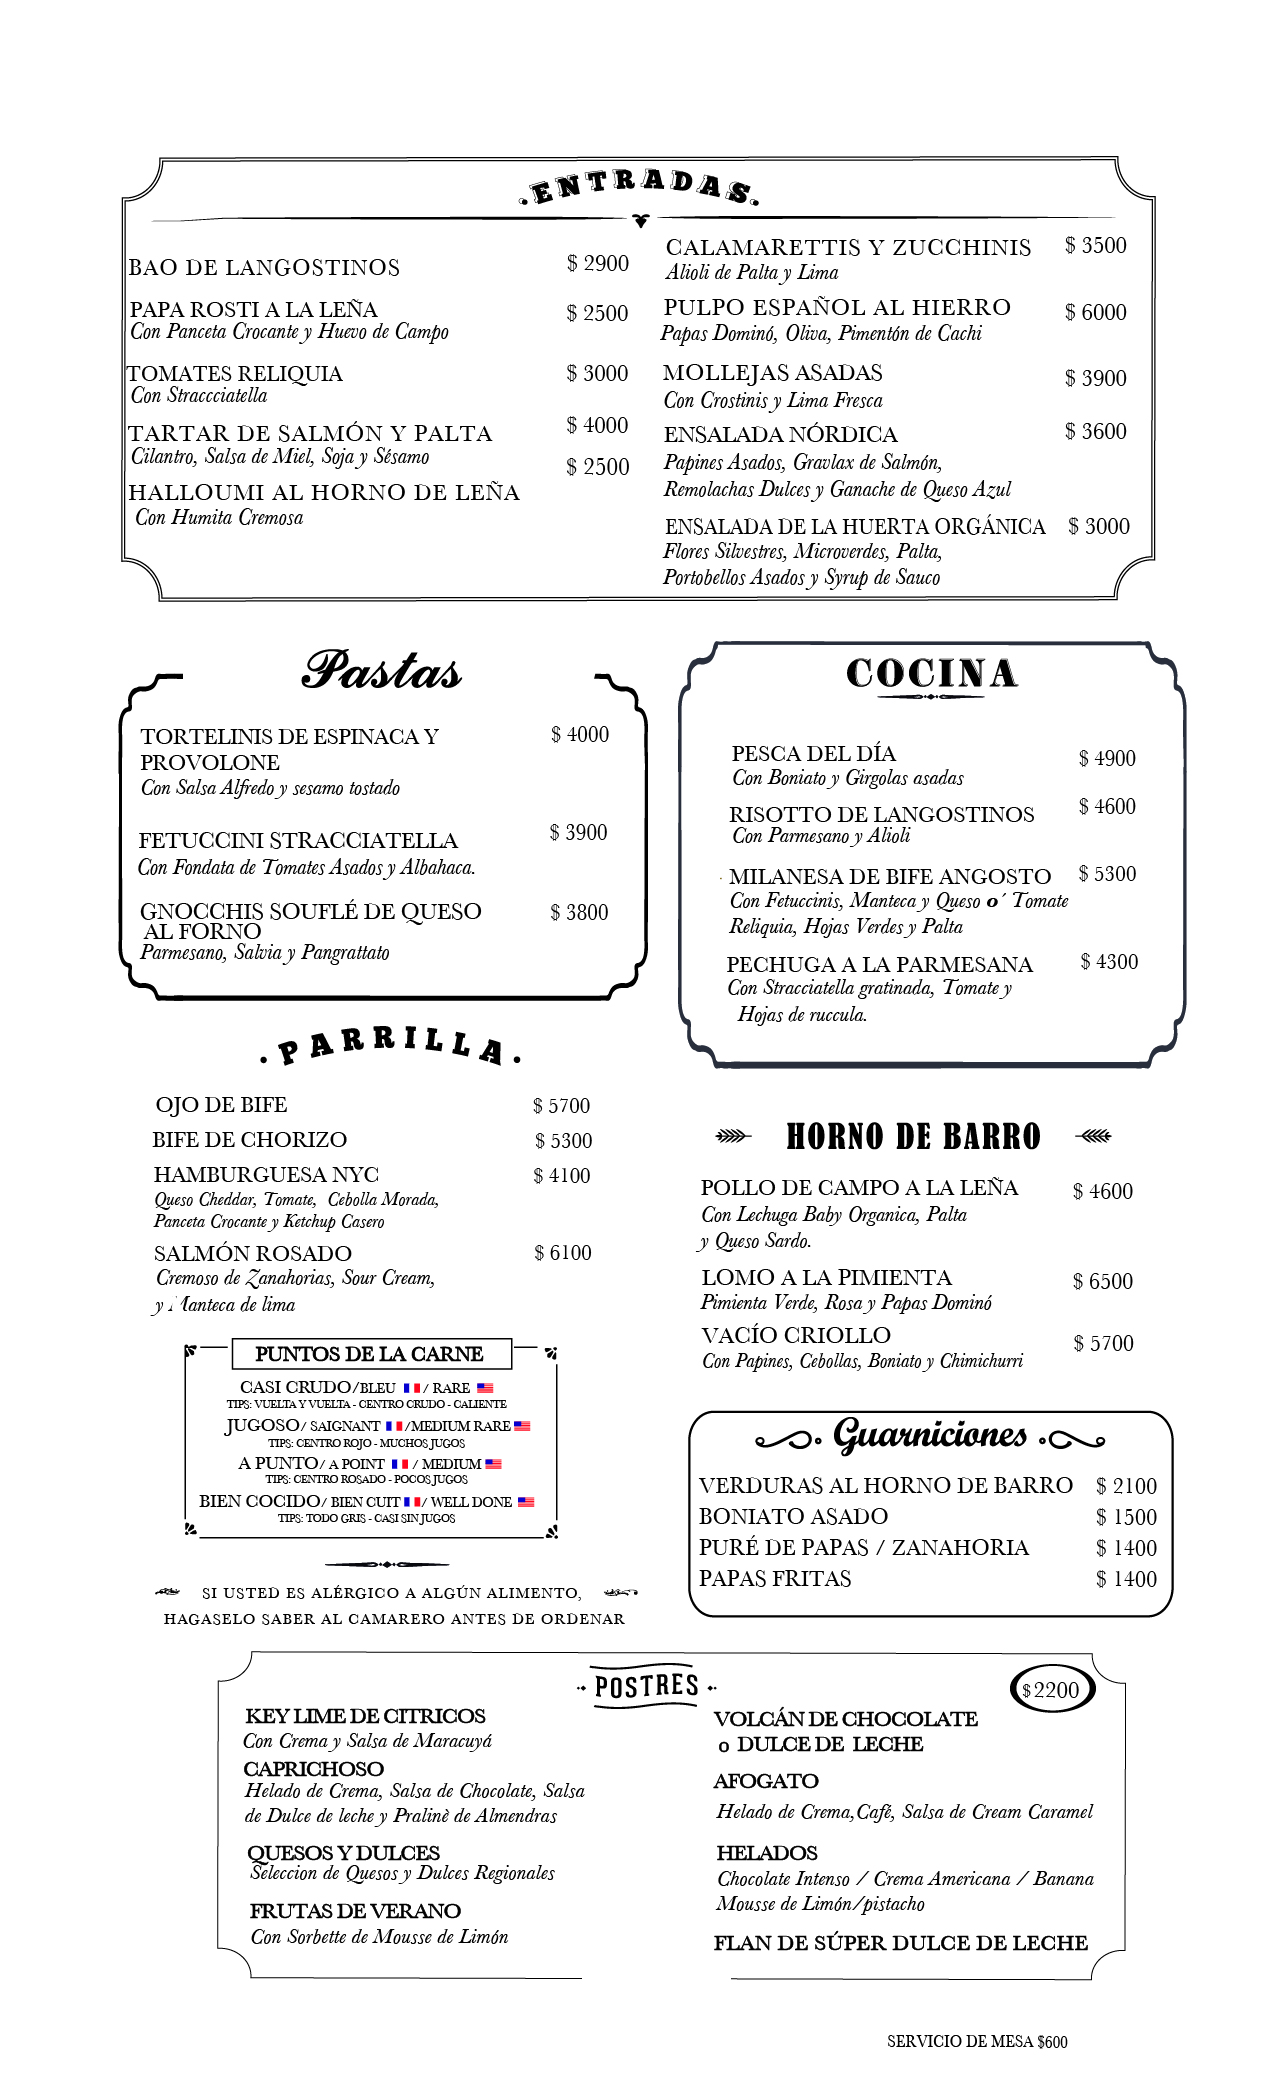 ENTRADAS
BAO DE LANGOSTINOS $ 2900
PAPA ROSTI A LA LEÑA $ 2500
Con Panceta Crocante y Huevo de Campo
TOMATES RELIQUIA $ 3000
Con Straccciatella
TARTAR DE SALMÓN Y PALTA $ 4000
Cilantro, Salsa de Miel, Soja y Sésamo
$ 2500
HALLOUMI AL HORNO DE LEÑA
Con Humita Cremosa
CALAMARETTIS Y ZUCCHINIS $ 3500
Alioli de Palta y Lima
PULPO ESPAÑOL AL HIERRO $ 6000
Papas Dominó, Oliva, Pimentón de Cachi
MOLLEJAS ASADAS $ 3900
Con Crostinis y Lima Fresca
ENSALADA NÓRDICA $ 3600
Papines Asados, Gravlax de Salmón,
Remolachas Dulces y Ganache de Queso Azul
ENSALADA DE LA HUERTA ORGÁNICA $ 3000
Flores Silvestres, Microverdes, Palta,
Portobellos Asados y Syrup de Sauco
Pastas
TORTELINIS DE ESPINACA Y $ 4000
PROVOLONE
Con Salsa Alfredo y sesamo tostado
FETUCCINI STRACCIATELLA $ 3900
Con Fondata de Tomates Asados y Albahaca.
GNOCCHIS SOUFLÉ DE QUESO $ 3800
AL FORNO
Parmesano, Salvia y Pangrattato
COCINA
PESCA DEL DÍA $ 4900
Con Boniato y Girgolas asadas
RISOTTO DE LANGOSTINOS $ 4600
Con Parmesano y Alioli
MILANESA DE BIFE ANGOSTO $ 5300
Con Fetuccinis, Manteca y Queso o´ Tomate
Reliquia, Hojas Verdes y Palta
PECHUGA A LA PARMESANA $ 4300
Con Stracciatella gratinada, Tomate y
Hojas de ruccula.
PARRILLA
OJO DE BIFE $ 5700
BIFE DE CHORIZO $ 5300
HAMBURGUESA NYC $ 4100
Queso Cheddar, Tomate, Cebolla Morada,
Panceta Crocante y Ketchup Casero
SALMÓN ROSADO $ 6100
Cremoso de Zanahorias, Sour Cream,
y Manteca de lima
PUNTOS DE LA CARNE
CASI CRUDO/BLEU / RARE
TIPS: VUELTA Y VUELTA - CENTRO CRUDO - CALIENTE
JUGOSO/ SAIGNANT /MEDIUM RARE
TIPS: CENTRO ROJO - MUCHOS JUGOS
A PUNTO/ A POINT / MEDIUM
TIPS: CENTRO ROSADO - POCOS JUGOS
BIEN COCIDO/ BIEN CUIT / WELL DONE
TIPS: TODO GRIS - CASI SIN JUGOS
SI USTED ES ALÉRGICO A ALGÚN ALIMENTO,
HAGASELO SABER AL CAMARERO ANTES DE ORDENAR
HORNO DE BARRO
POLLO DE CAMPO A LA LEÑA $ 4600
Con Lechuga Baby Organica, Palta
y Queso Sardo.
LOMO A LA PIMIENTA $ 6500
Pimienta Verde, Rosa y Papas Dominó
VACÍO CRIOLLO $ 5700
Con Papines, Cebollas, Boniato y Chimichurri
Guarniciones
VERDURAS AL HORNO DE BARRO $ 2100
BONIATO ASADO $ 1500
PURÉ DE PAPAS / ZANAHORIA $ 1400
PAPAS FRITAS $ 1400
POSTRES
$ 2200
KEY LIME DE CITRICOS
Con Crema y Salsa de Maracuyá
CAPRICHOSO
Helado de Crema, Salsa de Chocolate, Salsa
de Dulce de leche y Pralinè de Almendras
QUESOS Y DULCES
Seleccion de Quesos y Dulces Regionales
FRUTAS DE VERANO
Con Sorbette de Mousse de Limón
VOLCÁN DE CHOCOLATE
o DULCE DE LECHE
AFOGATO
Helado de Crema,Café, Salsa de Cream Caramel
HELADOS
Chocolate Intenso / Crema Americana / Banana
Mousse de Limón/pistacho
FLAN DE SÚPER DULCE DE LECHE
SERVICIO DE MESA $600